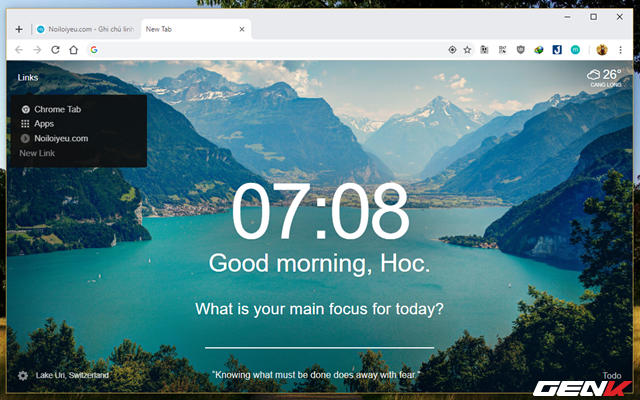 Noiloiyeu.com - Ghi chú linh
New Tab
Links
26°
CANG LONG
Chrome Tab
Apps
Noiloiyeu.com
New Link
07:08
Good morning, Hoc.
What is your main focus for today?
Lake Uri, Switzerland
"Knowing what must be done does away with fear."
Todo
GENK